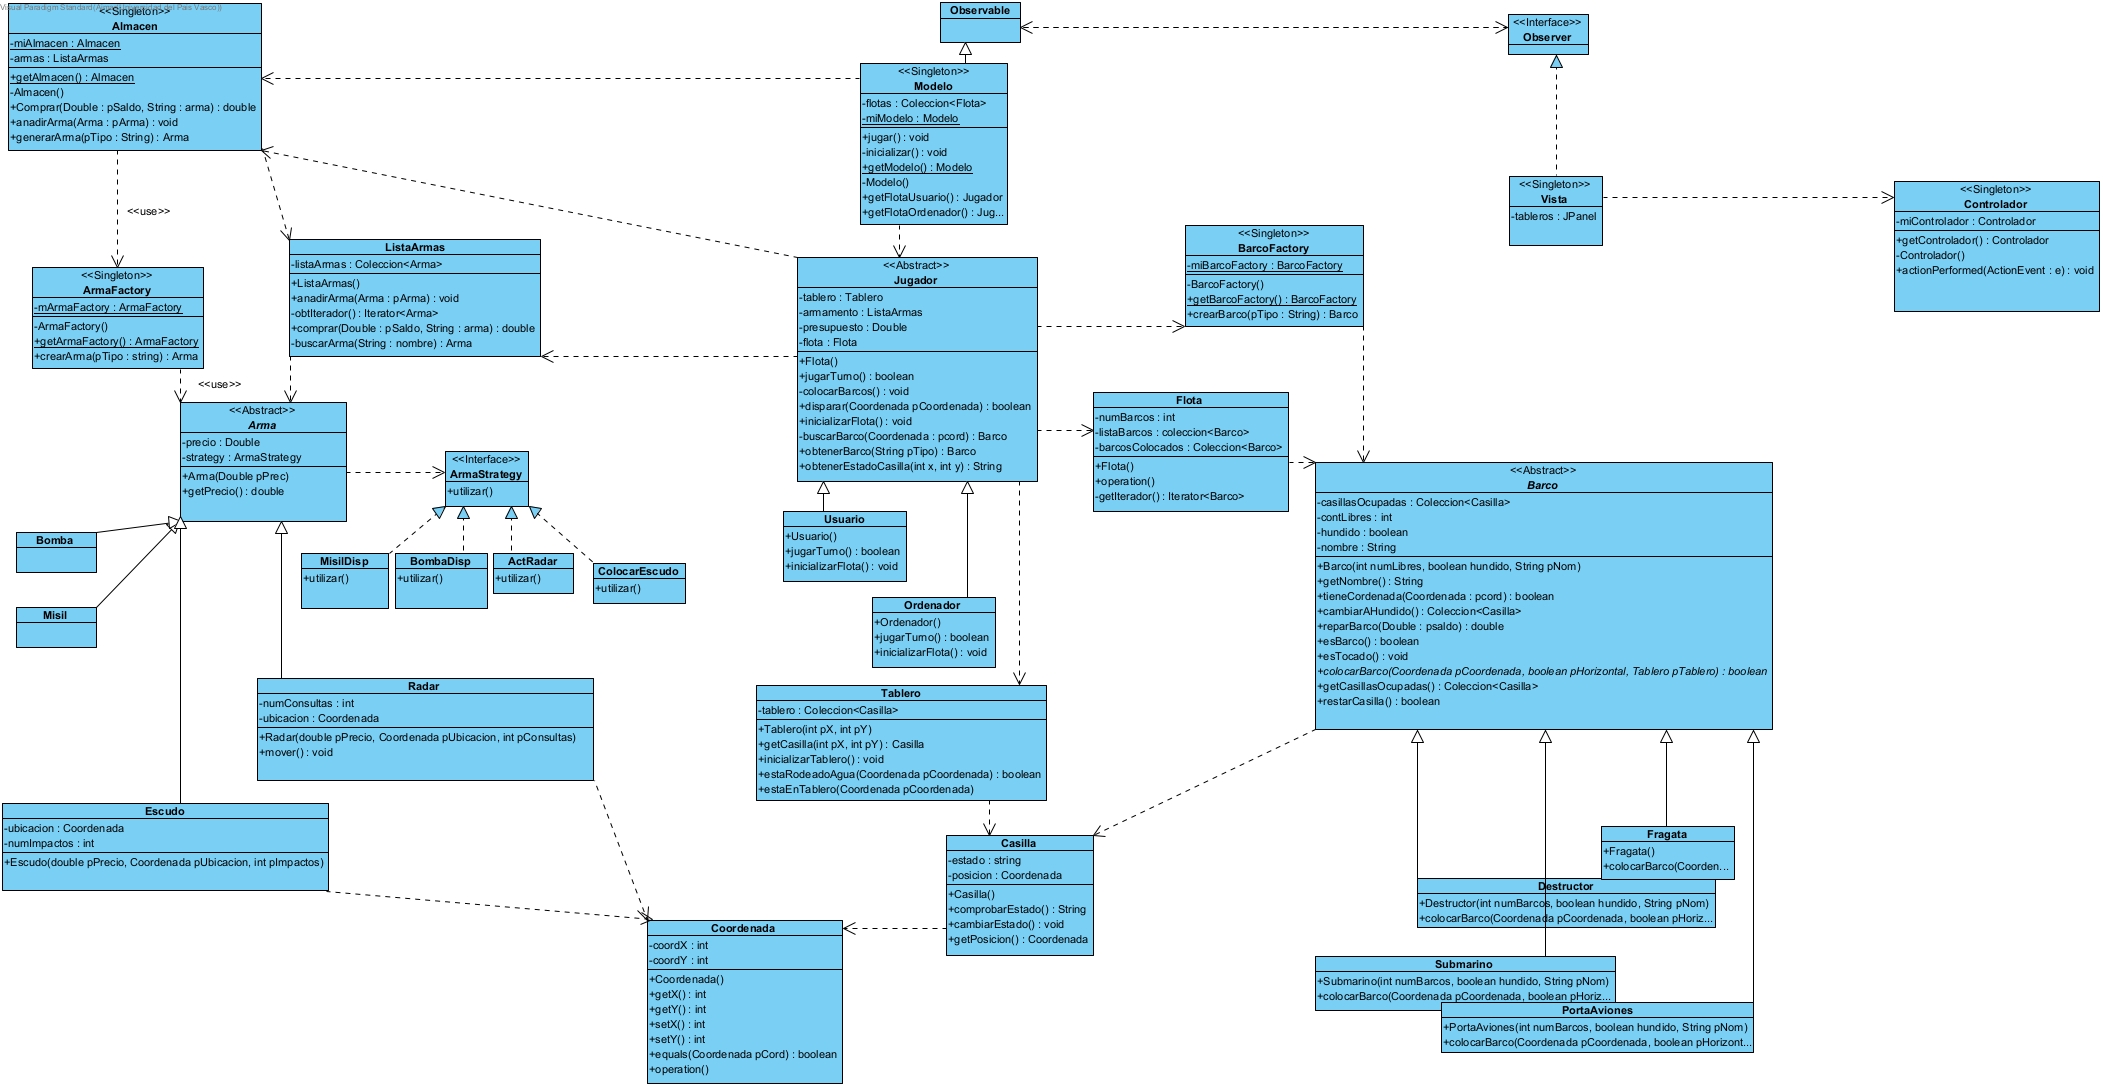 Visual Paradigm Standard(Asmar(Universidad del Pais Vasco))
<<Singleton>>
Almacen
-miAlmacen : Almacen
-armas : ListaArmas
+getAlmacen() : Almacen
-Almacen()
+Comprar(Double : pSaldo, String : arma) : double
+anadirArma(Arma : pArma) : void
+generarArma(pTipo : String) : Arma
Observable
<<Interface>>
Observer
<<Singleton>>
Modelo
-flotas : Coleccion<Flota>
-miModelo : Modelo
+jugar() : void
-inicializar() : void
+getModelo() : Modelo
-Modelo()
+getFlotaUsuario() : Jugador
+getFlotaOrdenador() : Jug...
<<Singleton>>
Vista
-tableros : JPanel
<<Singleton>>
Controlador
-miControlador : Controlador
+getControlador() : Controlador
-Controlador()
+actionPerformed(ActionEvent : e) : void
<<use>>
ListaArmas
-listaArmas : Coleccion<Arma>
+ListaArmas()
+anadirArma(Arma : pArma) : void
-obtIterador() : Iterator<Arma>
+comprar(Double : pSaldo, String : arma) : double
-buscarArma(String : nombre) : Arma
<<Singleton>>
ArmaFactory
-mArmaFactory : ArmaFactory
-ArmaFactory()
+getArmaFactory() : ArmaFactory
+crearArma(pTipo : string) : Arma
<<use>>
<<Abstract>>
Jugador
-tablero : Tablero
-armamento : ListaArmas
-presupuesto : Double
-flota : Flota
+Flota()
+jugarTurno() : boolean
-colocarBarcos() : void
+disparar(Coordenada pCoordenada) : boolean
+inicializarFlota() : void
-buscarBarco(Coordenada : pcord) : Barco
+obtenerBarco(String pTipo) : Barco
+obtenerEstadoCasilla(int x, int y) : String
<<Singleton>>
BarcoFactory
-miBarcoFactory : BarcoFactory
-BarcoFactory()
+getBarcoFactory() : BarcoFactory
+crearBarco(pTipo : String) : Barco
<<Abstract>>
Arma
-precio : Double
-strategy : ArmaStrategy
+Arma(Double pPrec)
+getPrecio() : double
<<Interface>>
ArmaStrategy
+utilizar()
Flota
-numBarcos : int
-listaBarcos : coleccion<Barco>
-barcosColocados : Coleccion<Barco>
+Flota()
+operation()
-getIterador() : Iterator<Barco>
<<Abstract>>
Barco
-casillasOcupadas : Coleccion<Casilla>
-contLibres : int
-hundido : boolean
-nombre : String
+Barco(int numLibres, boolean hundido, String pNom)
+getNombre() : String
+tieneCordenada(Coordenada : pcord) : boolean
+cambiarAHundido() : Coleccion<Casilla>
+reparBarco(Double : psaldo) : double
+esBarco() : boolean
+esTocado() : void
+colocarBarco(Coordenada pCoordenada, boolean pHorizontal, Tablero pTablero) : boolean
+getCasillasOcupadas() : Coleccion<Casilla>
+restarCasilla() : boolean
Bomba
Misil
MisilDisp
+utilizar()
BombaDisp
+utilizar()
ActRadar
+utilizar()
ColocarEscudo
+utilizar()
Usuario
+Usuario()
+jugarTurno() : boolean
+inicializarFlota() : void
Ordenador
+Ordenador()
+jugarTurno() : boolean
+inicializarFlota() : void
Radar
-numConsultas : int
-ubicacion : Coordenada
+Radar(double pPrecio, Coordenada pUbicacion, int pConsultas)
+mover() : void
Tablero
-tablero : Coleccion<Casilla>
+Tablero(int pX, int pY)
+getCasilla(int pX, int pY) : Casilla
+inicializarTablero() : void
+estaRodeadoAgua(Coordenada pCoordenada) : boolean
+estaEnTablero(Coordenada pCoordenada)
Escudo
-ubicacion : Coordenada
-numImpactos : int
+Escudo(double pPrecio, Coordenada pUbicacion, int pImpactos)
Casilla
-estado : string
-posicion : Coordenada
+Casilla()
+comprobarEstado() : String
+cambiarEstado() : void
+getPosicion() : Coordenada
Fragata
+Fragata()
+colocarBarco(Coorden...
Destructor
+Destructor(int numBarcos, boolean hundido, String pNom)
+colocarBarco(Coordenada pCoordenada, boolean pHoriz...
Coordenada
-coordX : int
-coordY : int
+Coordenada()
+getX() : int
+getY() : int
+setX() : int
+setY() : int
+equals(Coordenada pCord) : boolean
+operation()
Submarino
+Submarino(int numBarcos, boolean hundido, String pNom)
+colocarBarco(Coordenada pCoordenada, boolean pHoriz...
PortaAviones
+PortaAviones(int numBarcos, boolean hundido, String pNom)
+colocarBarco(Coordenada pCoordenada, boolean pHorizont...